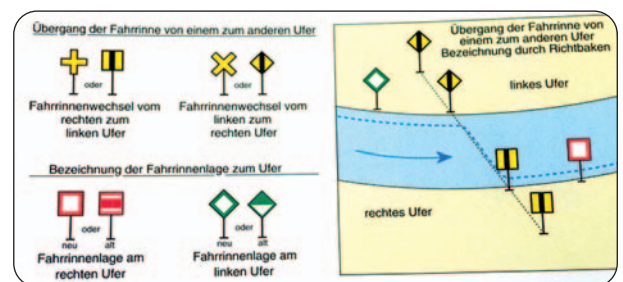 Übergang der Fahrrinne von einem zum anderen Ufer
oder
oder
Fahrrinnenwechsel vom
rechten zum
linken Ufer
Fahrrinnenwechsel vom
linken zum
rechten Ufer
Bezeichnung der Fahrrinnenlage zum Ufer
oder
neu
alt
Fahrrinnenlage am
rechten Ufer
oder
neu
alt
Fahrrinnenlage am
linken Ufer
Übergang der Fahrrinne von
einem zum anderen Ufer
Bezeichnung durch Richtbaken
linkes Ufer
rechtes Ufer